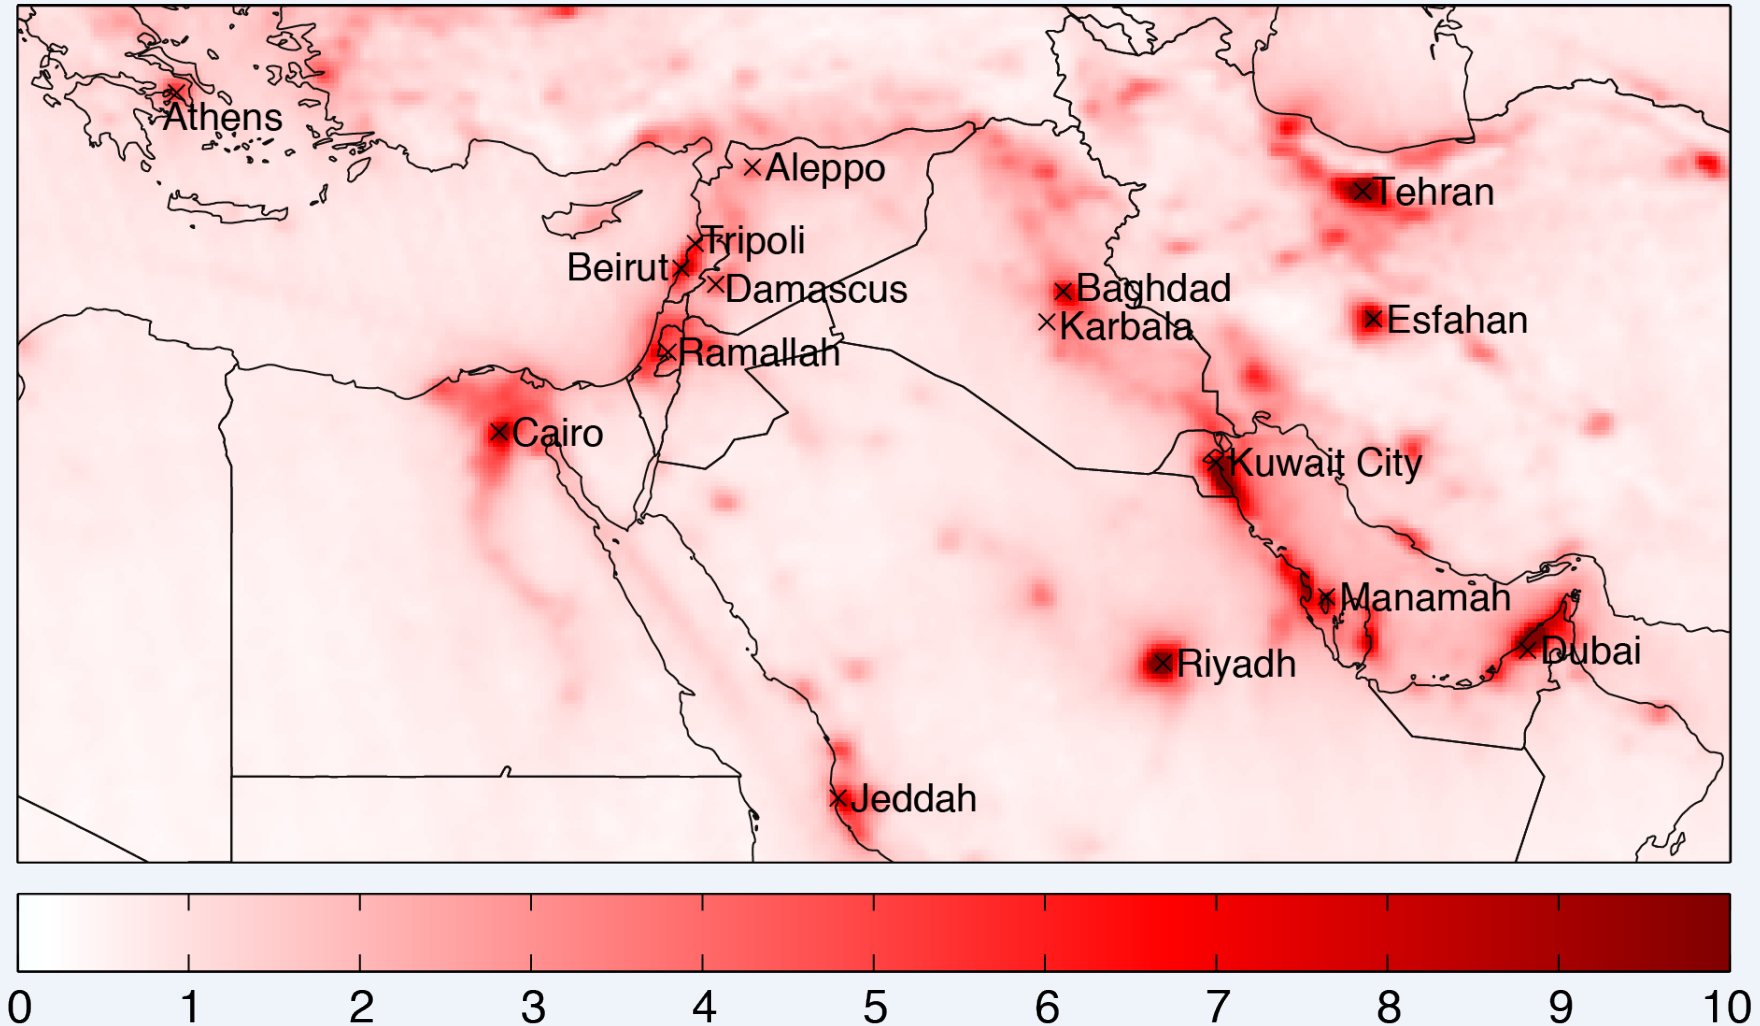 Athens
Aleppo
Tehran
Tripoli
Beirut
Damascus
Baghdad
Karbala
Esfahan
Ramallah
Cairo
Kuwait City
Manamah
Dubai
Riyadh
Jeddah
0 1 2 3 4 5 6 7 8 9 10